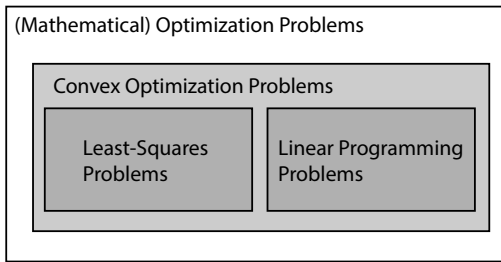 (Mathematical) Optimization Problems
Convex Optimization Problems
Least-Squares
Problems
Linear Programming
Problems